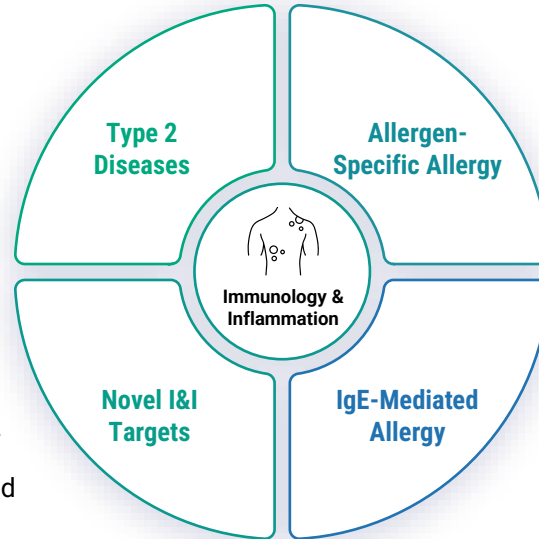 Type 2
Diseases
Allergen-
Specific Allergy
Immunology &
Inflammation
Novel I&I
Targets
IgE-Mediated
Allergy